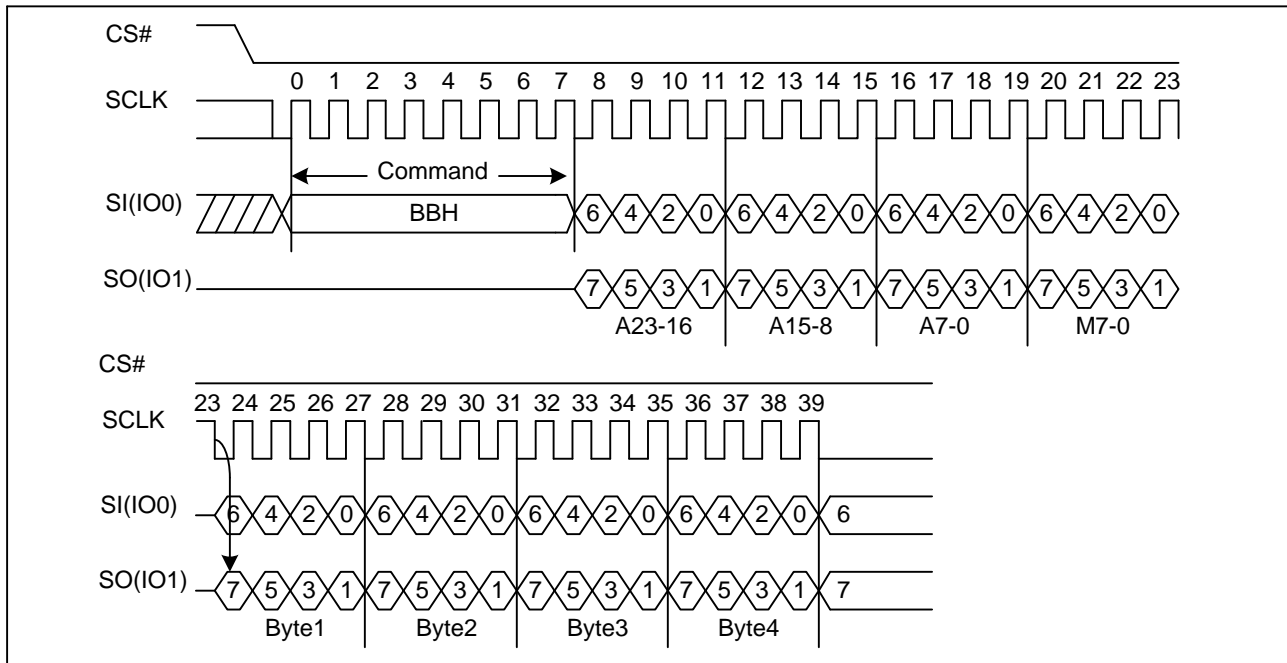 CS#
0 1 2 3 4 5 6 7 8 9 10 11 12 13 14 15 16 17 18 19 20 21 22 23
SCLK
Command
SI(IO0)
BBH 6 4 2 0 6 4 2 0 6 4 2 0 6 4 2 0
SO(IO1)
7 5 3 1 7 5 3 1 7 5 3 1 7 5 3 1
A23-16 A15-8 A7-0 M7-0
CS#
23 24 25 26 27 28 29 30 31 32 33 34 35 36 37 38 39
SCLK
SI(IO0)
6 4 2 0 6 4 2 0 6 4 2 0 6 4 2 0 6
SO(IO1)
7 5 3 1 7 5 3 1 7 5 3 1 7 5 3 1 7
Byte1 Byte2 Byte3 Byte4